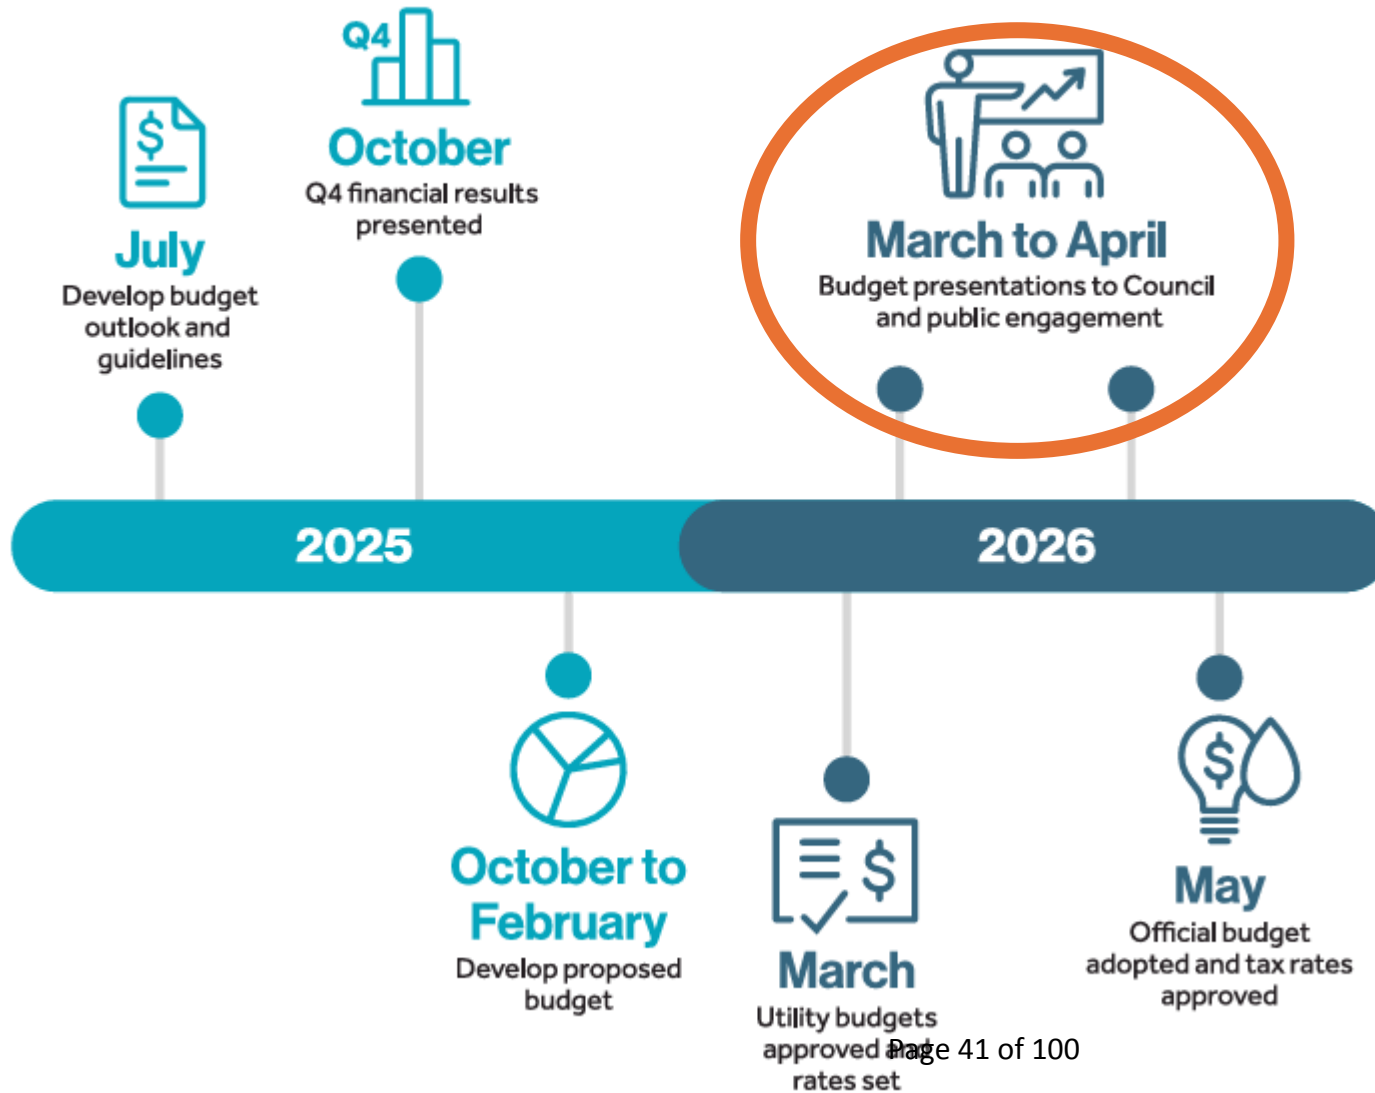 Q4
October
Q4 financial results
presented
July
Develop budget
outlook and
guidelines
March to April
Budget presentations to Council
and public engagement
2025
2026
October to
February
Develop proposed
budget
March
Utility budgets
approved and
rates set
May
Official budget
adopted and tax rates
approved
Page 41 of 100